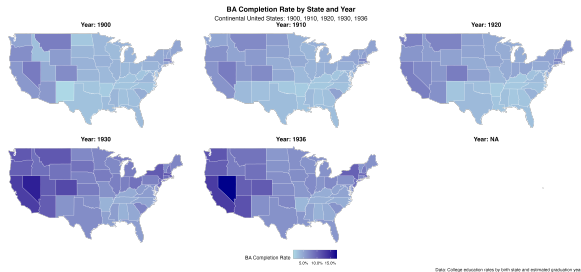 BA Completion Rate by State and Year
Continental United States: 1900, 1910, 1920, 1930, 1936
Year: 1900
Year: 1910
Year: 1920
Year: 1930
Year: 1936
Year: NA
BA Completion Rate
5.0% 10.0% 15.0%
Data: College education rates by birth state and estimated graduation yea